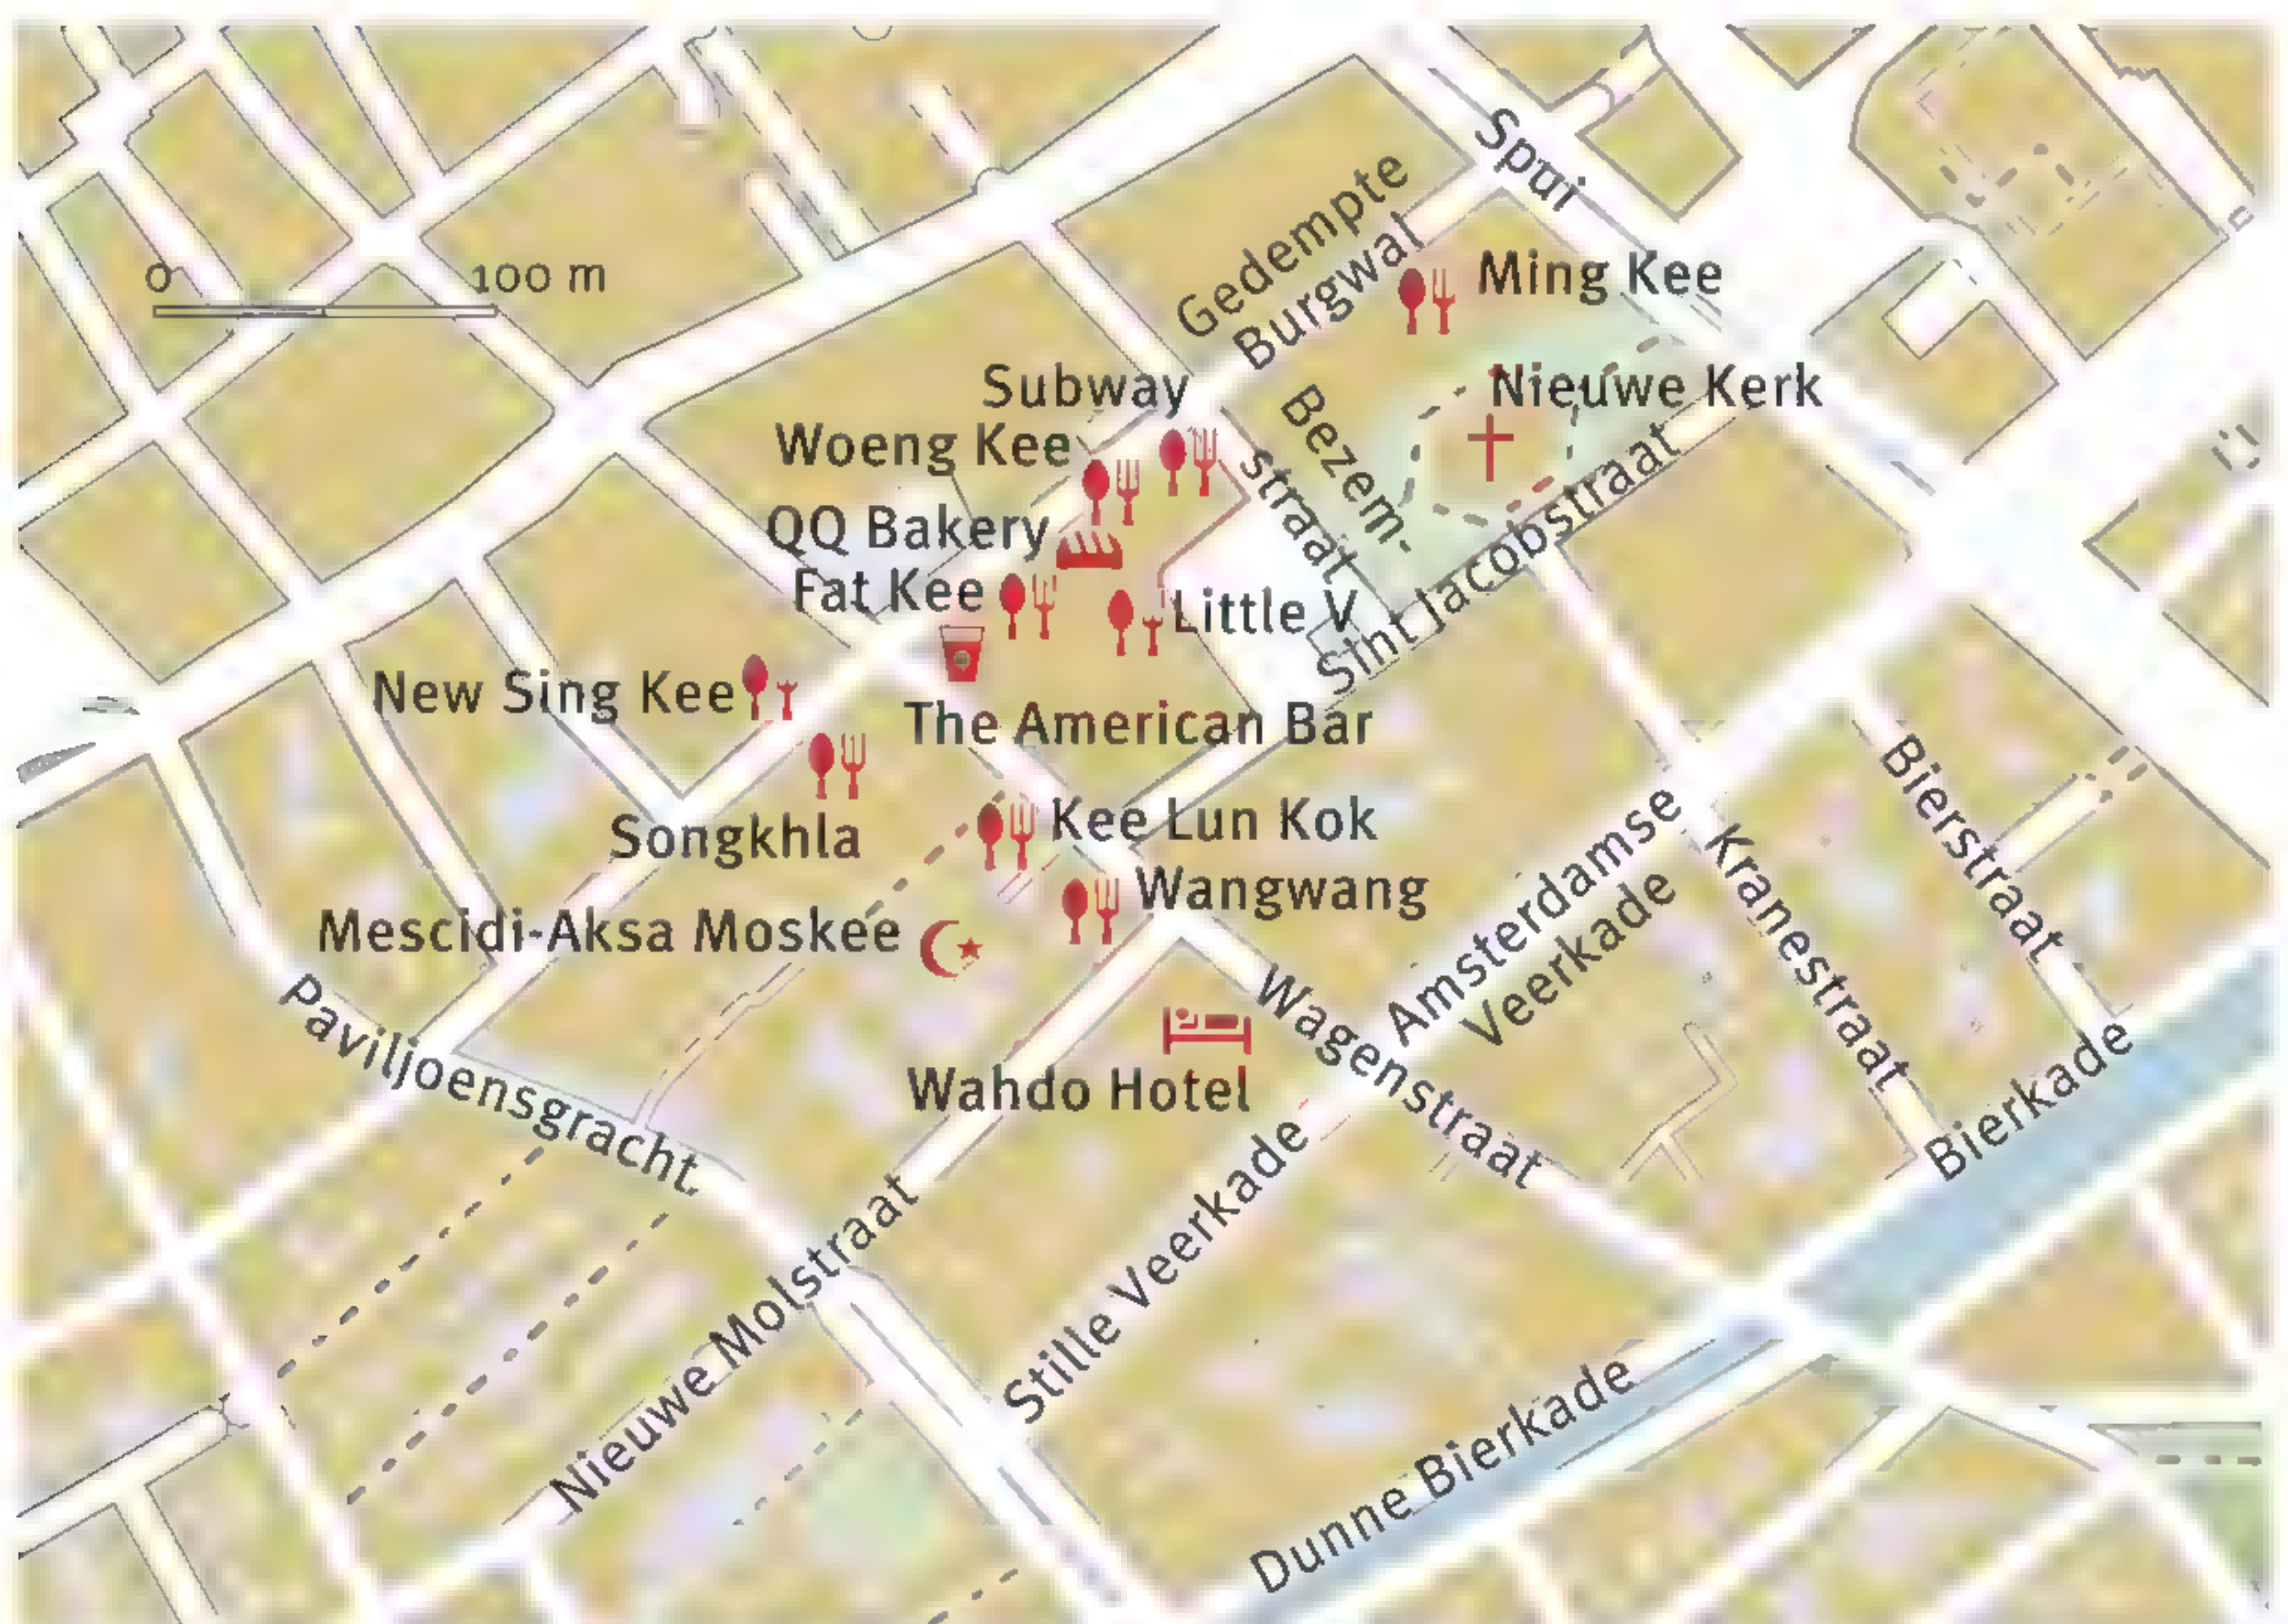 Spui
Gedempte
Burgwal
Ming Kee
0 100 m
Subway
Nieuwe Kerk
Woeng Kee
Bezem-
straat
QQ Bakery
Fat Kee
Little V
Sint Jacobstraat
New Sing Kee
The American Bar
Songkhla
Kee Lun Kok
Wangwang
Mescidi-Aksa Moskee
Amsterdamse
Veerkade
Kranestraat
Bierstraat
Paviljoensgracht
Wahdo Hotel
Wagenstraat
Bierkade
Nieuwe Molstraat
Stille Veerkade
Dunne Bierkade